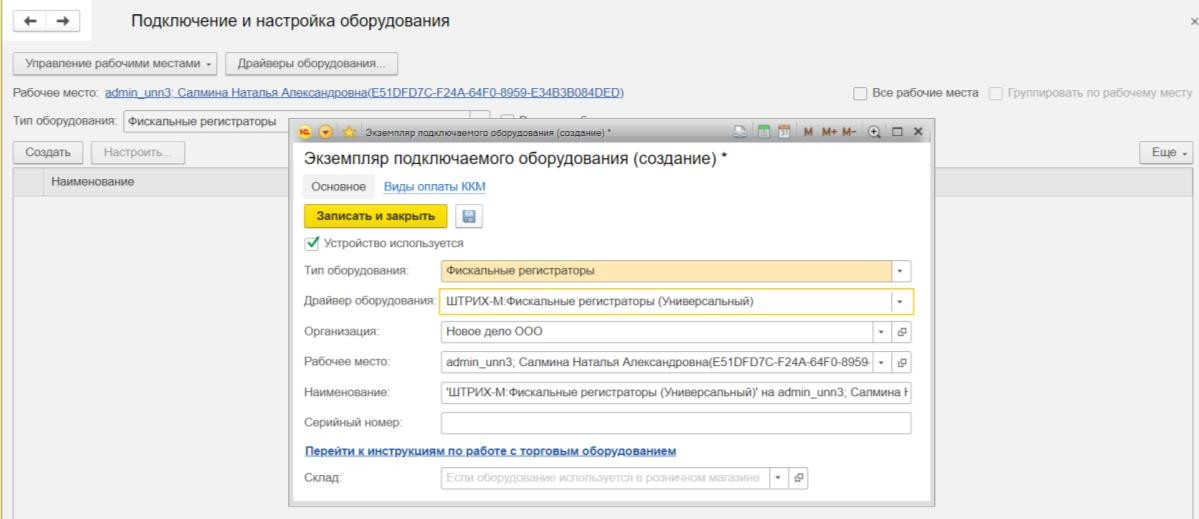 Подключение и настройка оборудования
Управление рабочими местами
Драйверы оборудования...
Рабочее место: admin_unn3; Салмина Наталья Александровна(E51DFD7C-F24A-64F0-8959-E34B3B084DED)
Все рабочие места
Группировать по рабочему месту
Тип оборудования: Фискальные регистраторы
Создать
Настроить...
Еще
Наименование
1С
Экземпляр подключаемого оборудования (создание) *
31
M M+ M-
Экземпляр подключаемого оборудования (создание) *
Основное
Виды оплаты ККМ
Записать и закрыть
Устройство используется
Тип оборудования: Фискальные регистраторы
Драйвер оборудования: ШТРИХ-М:Фискальные регистраторы (Универсальный)
Организация: Новое дело ООО
Рабочее место: admin_unn3; Салмина Наталья Александровна(E51DFD7C-F24A-64F0-8959-
Наименование: 'ШТРИХ-М:Фискальные регистраторы (Универсальный)' на admin_unn3; Салмина Н
Серийный номер:
Перейти к инструкциям по работе с торговым оборудованием
Склад: Если оборудование используется в розничном магазине